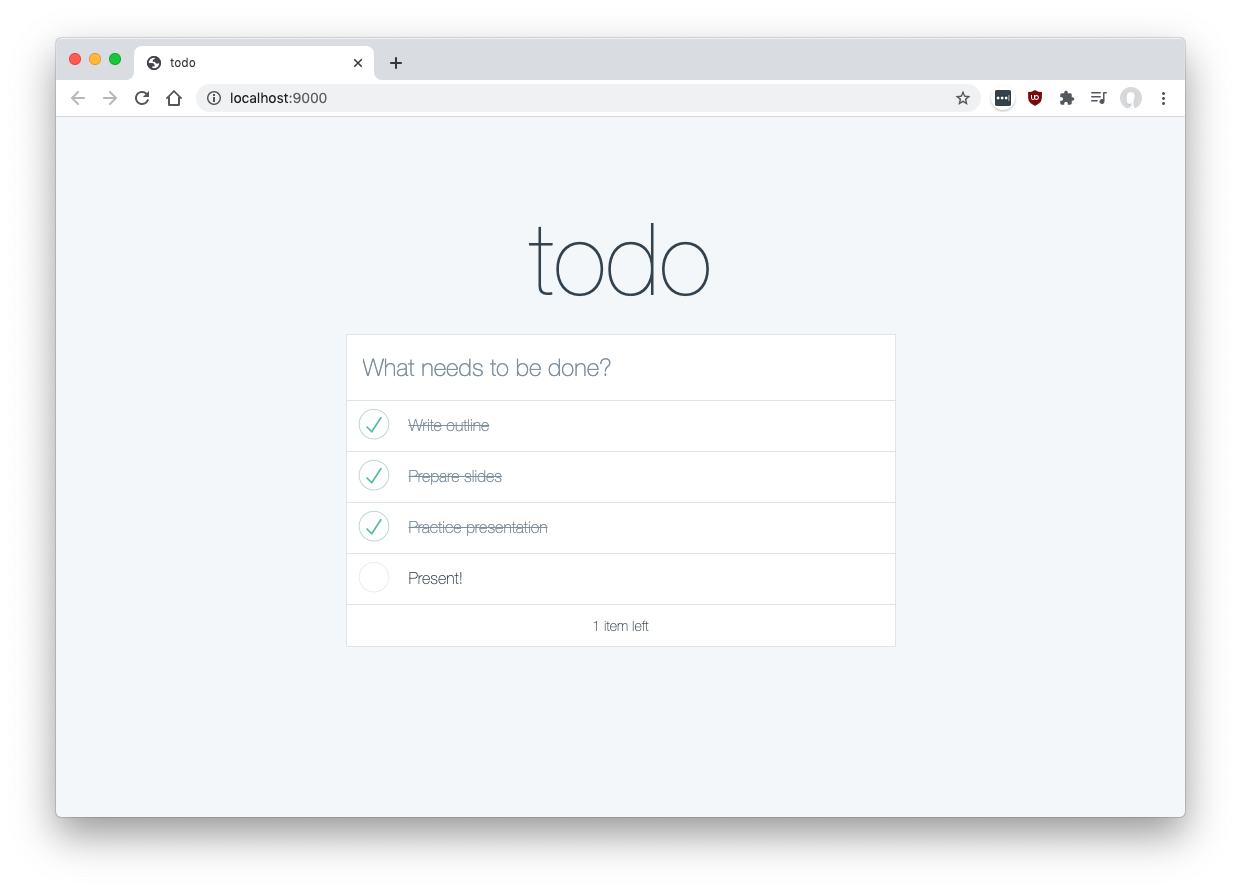 todo
localhost:9000
todo
What needs to be done?
Write outline
Prepare slides
Practice presentation
Present!
1 item left